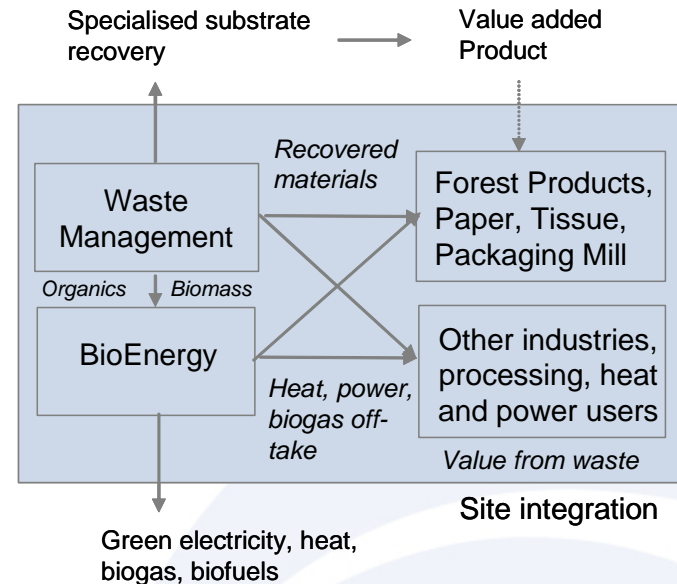 Specialised substrate
recovery
Value added
Product
Recovered
materials
Waste
Management
Forest Products,
Paper, Tissue,
Packaging Mill
Organics
Biomass
BioEnergy
Other industries,
processing, heat
and power users
Heat, power,
biogas off-
take
Value from waste
Site integration
Green electricity, heat,
biogas, biofuels